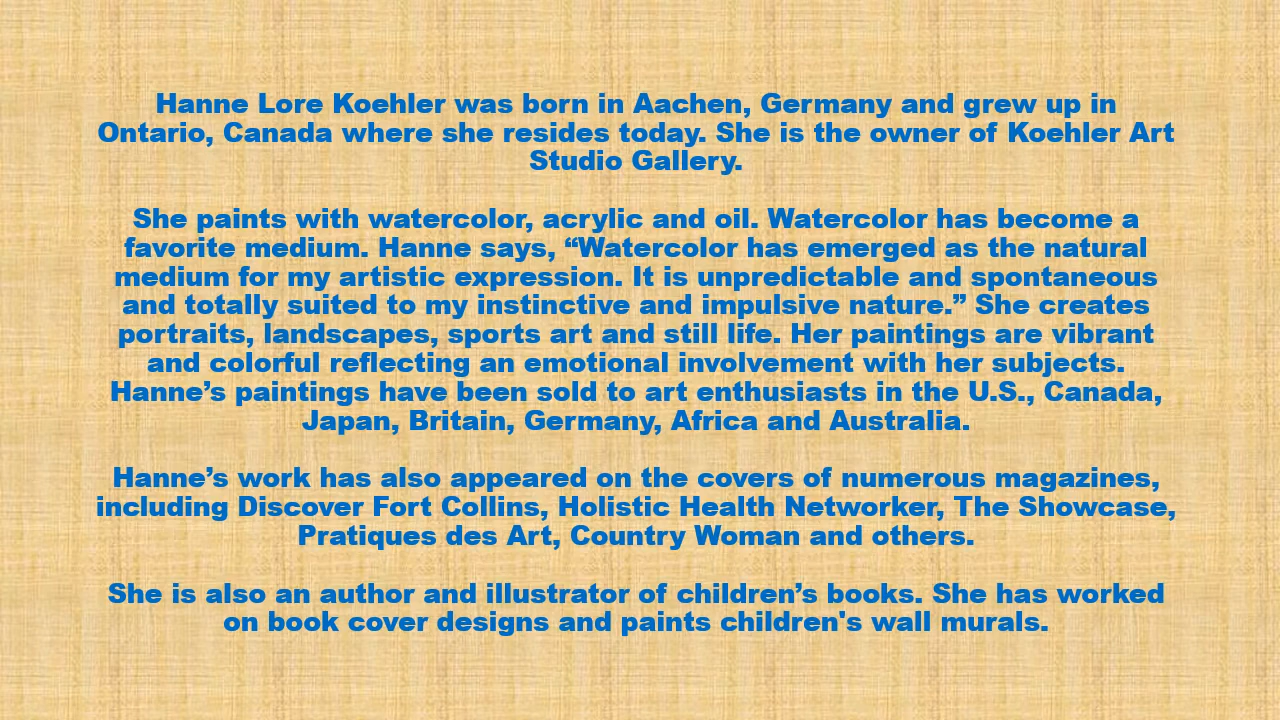 Hanne Lore Koehler was born in Aachen, Germany and grew up in
Ontario, Canada where she resides today. She is the owner of Koehler Art
Studio Gallery.
She paints with watercolor, acrylic and oil. Watercolor has become a
favorite medium. Hanne says, “Watercolor has emerged as the natural
medium for my artistic expression. It is unpredictable and spontaneous
and totally suited to my instinctive and impulsive nature.” She creates
portraits, landscapes, sports art and still life. Her paintings are vibrant
and colorful reflecting an emotional involvement with her subjects.
Hanne’s paintings have been sold to art enthusiasts in the U.S., Canada,
Japan, Britain, Germany, Africa and Australia.
Hanne’s work has also appeared on the covers of numerous magazines,
including Discover Fort Collins, Holistic Health Networker, The Showcase,
Pratiques des Art, Country Woman and others.
She is also an author and illustrator of children’s books. She has worked
on book cover designs and paints children's wall murals.